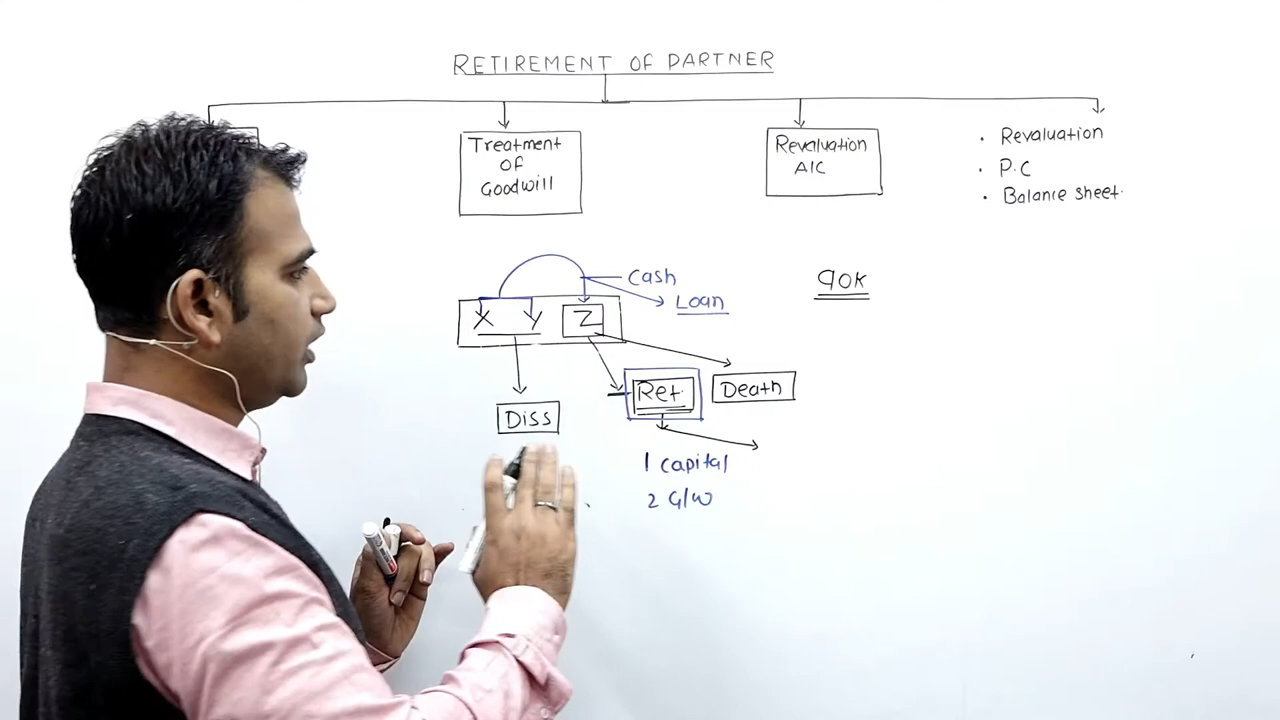 RETIREMENT OF PARTNER
Treatment
OF
Goodwill
Revaluation
A/C
• Revaluation
• P.C
• Balance sheet.
Cash
Loan
90K
X Y Z
Ret.
Death
Diss
1 Capital
2 G/W